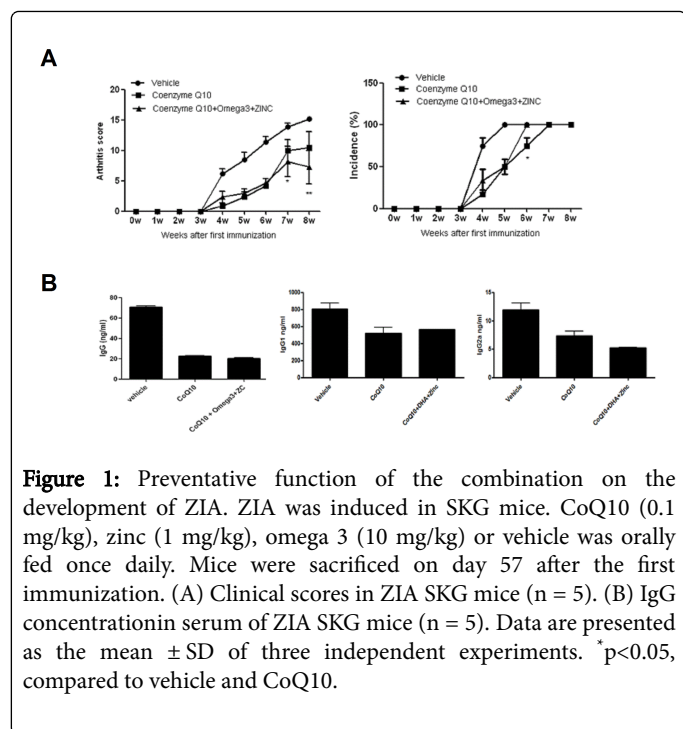 A
Vehicle
Coenzyme Q10
Coenzyme Q10+Omega3+ZINC
Arthritis score
20
15
10
5
0
* **
0w 1w 2w 3w 4w 5w 6w 7w 8w
Weeks after first immunization
Vehicle
Coenzyme Q10
Coenzyme Q10+Omega3+ZINC
Incidence (%)
150
100
50
0
*
0w 1w 2w 3w 4w 5w 6w 7w 8w
Weeks after first immunization
B
IgG (ng/ml)
80
60
40
20
0
vehicle
CoQ10
CoQ10 + Omega3+ZC
IgG1 ng/ml
1000
800
600
400
200
0
Vehicle
CoQ10
CoQ10+DHA+Zinc
IgG2a ng/ml
15
10
5
0
Vehicle
CoQ10
CoQ10+DHA+Zinc
Figure 1: Preventative function of the combination on the
development of ZIA. ZIA was induced in SKG mice. CoQ10 (0.1
mg/kg), zinc (1 mg/kg), omega 3 (10 mg/kg) or vehicle was orally
fed once daily. Mice were sacrificed on day 57 after the first
immunization. (A) Clinical scores in ZIA SKG mice (n = 5). (B) IgG
concentrationin serum of ZIA SKG mice (n = 5). Data are presented
as the mean ± SD of three independent experiments. *p<0.05,
compared to vehicle and CoQ10.